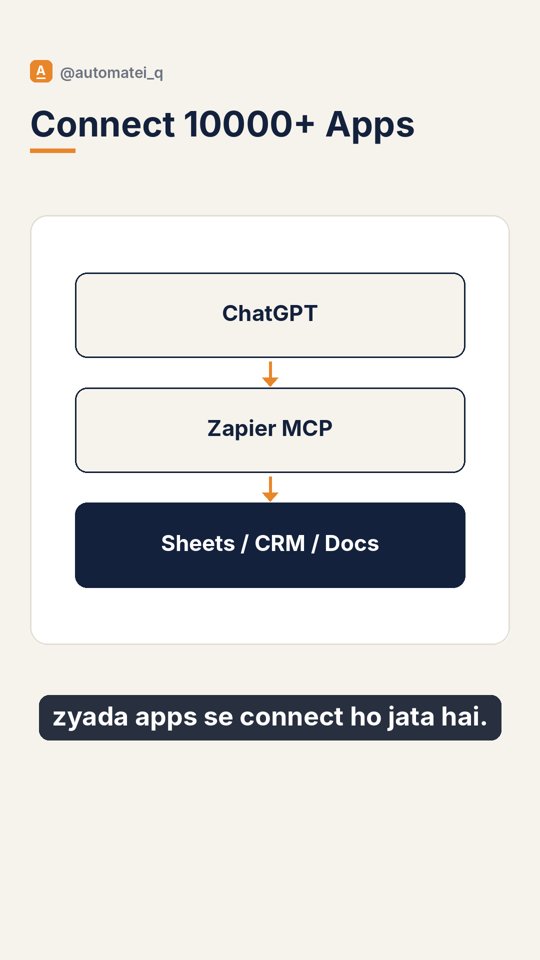 A @automatei_q
Connect 10000+ Apps
ChatGPT
Zapier MCP
Sheets / CRM / Docs
zyada apps se connect ho jata hai.